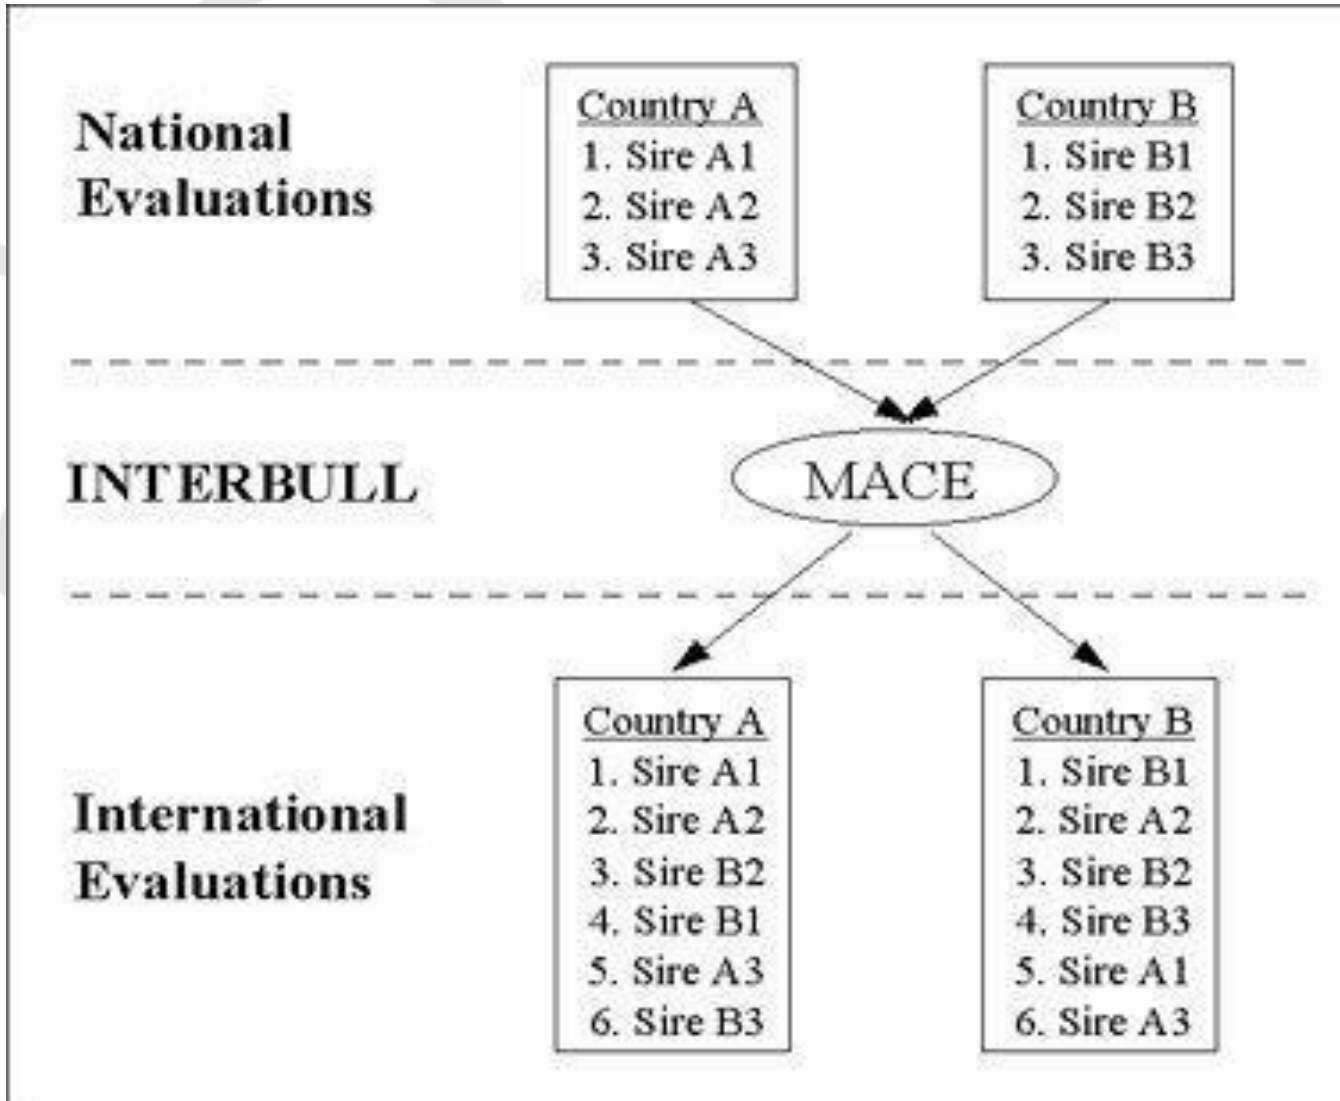 National
Evaluations
Country A
1. Sire A1
2. Sire A2
3. Sire A3
Country B
1. Sire B1
2. Sire B2
3. Sire B3
INTERBULL
MACE
International
Evaluations
Country A
1. Sire A1
2. Sire A2
3. Sire B2
4. Sire B1
5. Sire A3
6. Sire B3
Country B
1. Sire B1
2. Sire A2
3. Sire B2
4. Sire B3
5. Sire A1
6. Sire A3